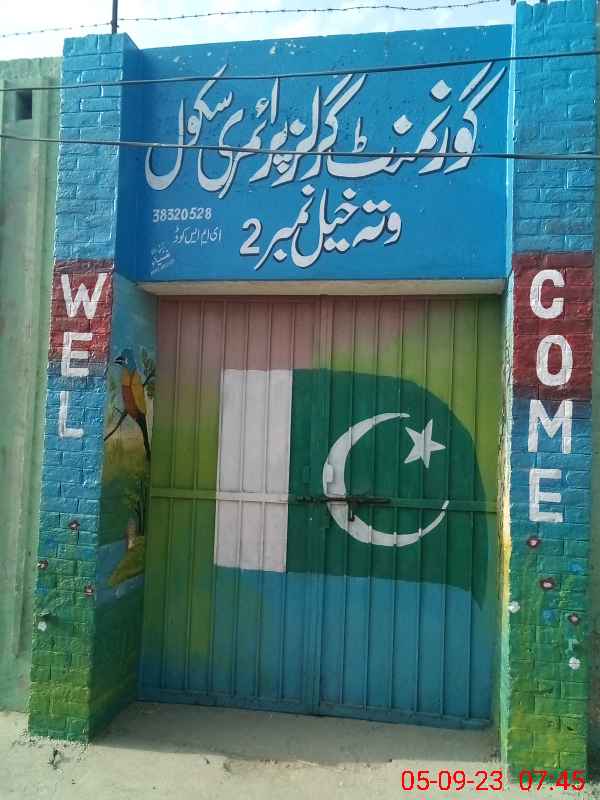 گورنمنٹ گرلز پرائمری سکول
وتہ خیل نمبر 2
38320528
ای ایم ایس کوڈ
WEL
COME
05-09-23 07:45